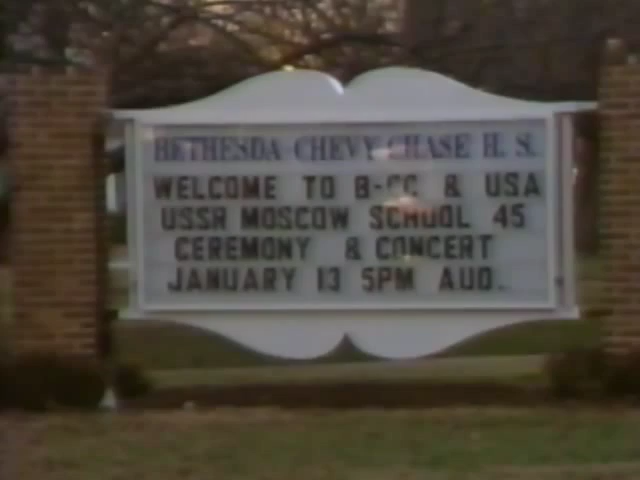 BETHESDA CHEVY CHASE H. S.
WELCOME TO B-CC & USA
USSR MOSCOW SCHOOL 45
CEREMONY & CONCERT
JANUARY 13 5PM AUD.